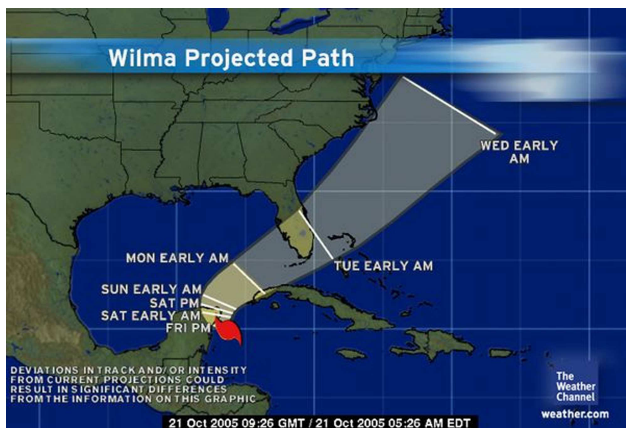 Wilma Projected Path
WED EARLY
AM
MON EARLY AM
TUE EARLY AM
SUN EARLY AM
SAT PM
SAT EARLY AM
FRI PM
DEVIATIONS IN TRACK AND/OR INTENSITY
FROM CURRENT PROJECTIONS COULD
RESULT IN SIGNIFICANT DIFFERENCES
FROM THE INFORMATION ON THIS GRAPHIC
The
Weather
Channel
weather.com
21 Oct 2005 09:26 GMT / 21 Oct 2005 05:26 AM EDT